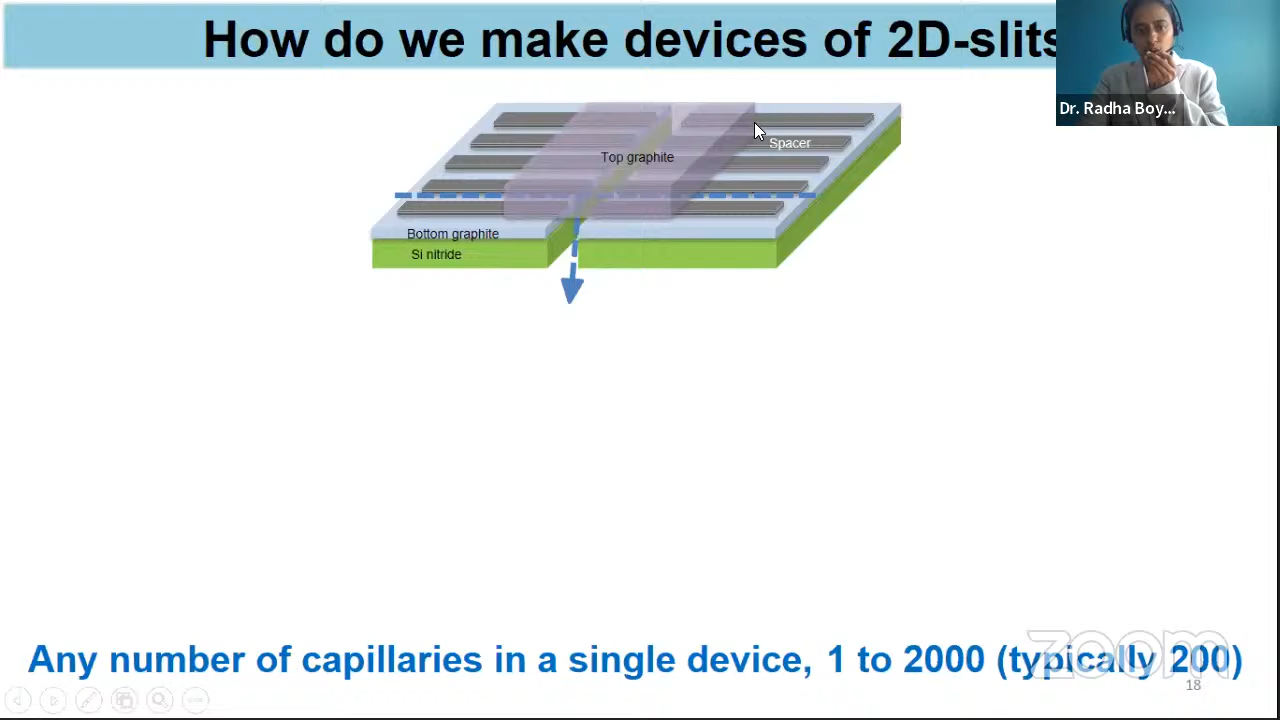 How do we make devices of 2D-slits
Dr. Radha Boy...
Spacer
Top graphite
Bottom graphite
Si nitride
Any number of capillaries in a single device, 1 to 2000 (typically 200)
zoom
18